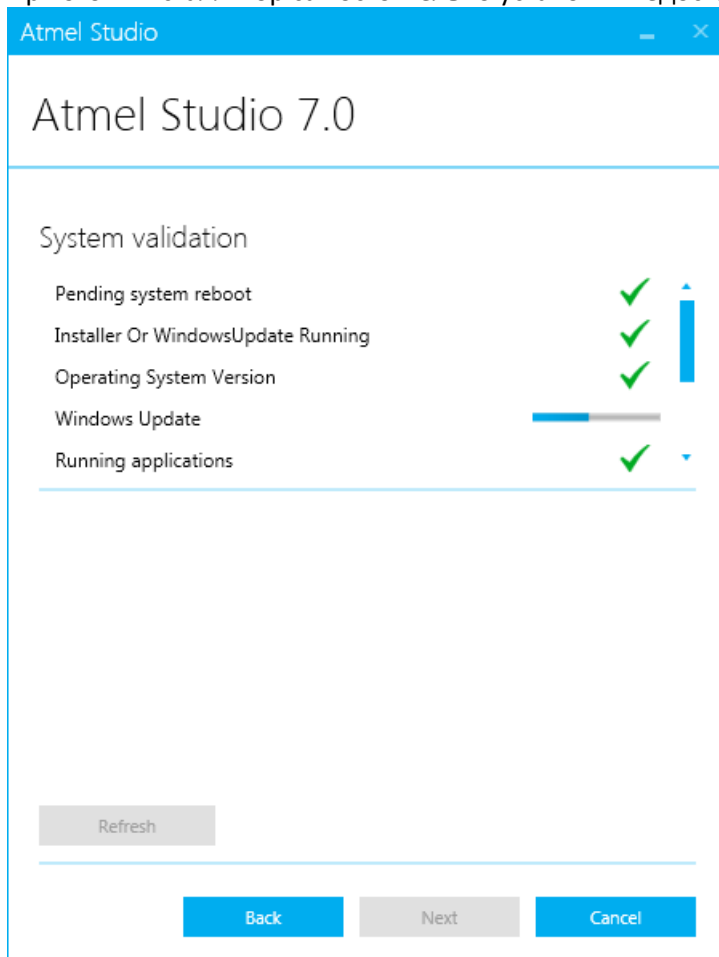 Atmel Studio
Atmel Studio 7.0
System validation
Pending system reboot
Installer Or WindowsUpdate Running
Operating System Version
Windows Update
Running applications
Refresh
Back Next Cancel